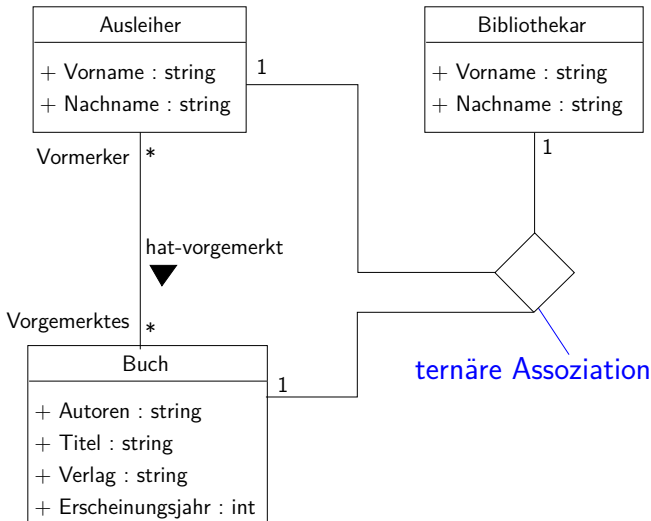 Ausleiher
+ Vorname : string
+ Nachname : string
Bibliothekar
+ Vorname : string
+ Nachname : string
1
1
Vormerker
*
hat-vorgemerkt
Vorgemerktes
*
Buch
+ Autoren : string
+ Titel : string
+ Verlag : string
+ Erscheinungsjahr : int
1
ternäre Assoziation